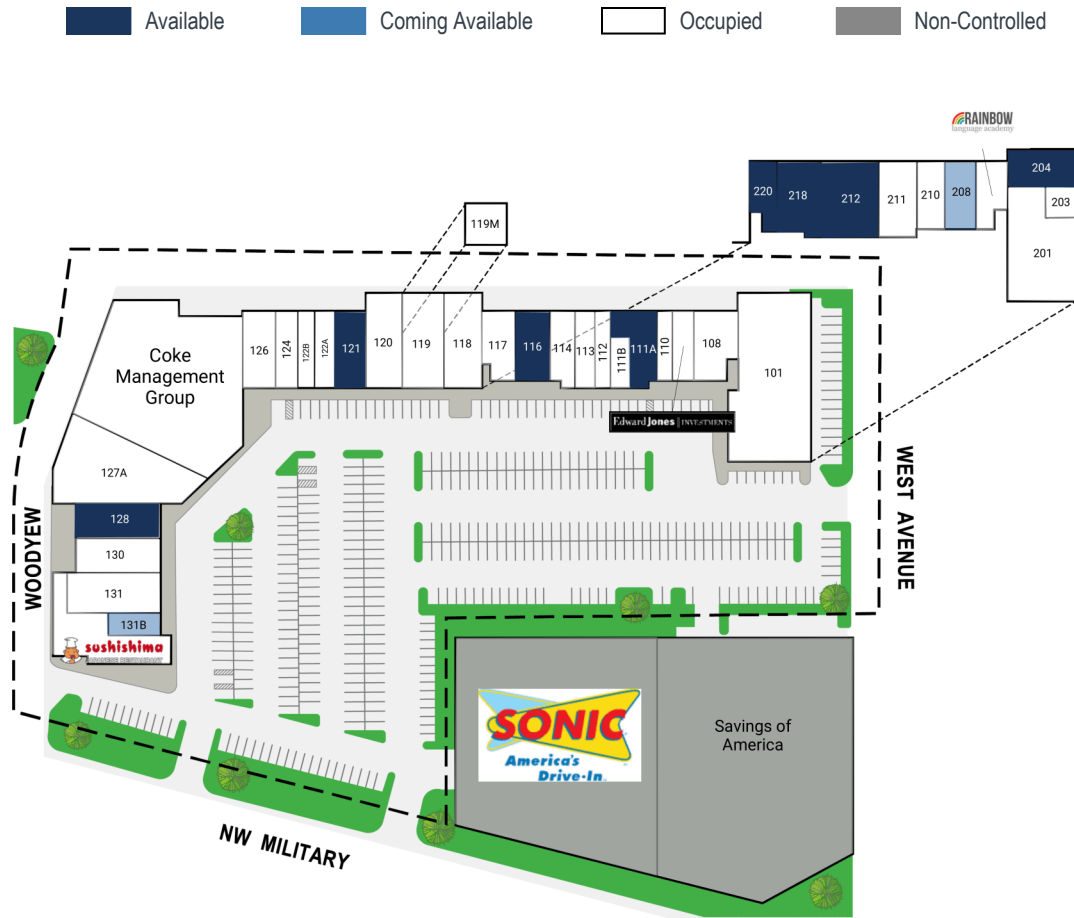 Available
Coming Available
Occupied
Non-Controlled
RAINBOW
language academy
220
218
212
211
210
208
204
203
201
119M
Coke
Management
Group
126
124
122B
122A
121
120
119
118
117
116
114
113
112
111B
111A
110
108
101
Edward Jones INVESTMENTS
127A
128
130
131
131B
sushishima
JAPANESE RESTAURANT
WOODYEW
WEST AVENUE
NW MILITARY
SONIC
America's
Drive-In
Savings of
America